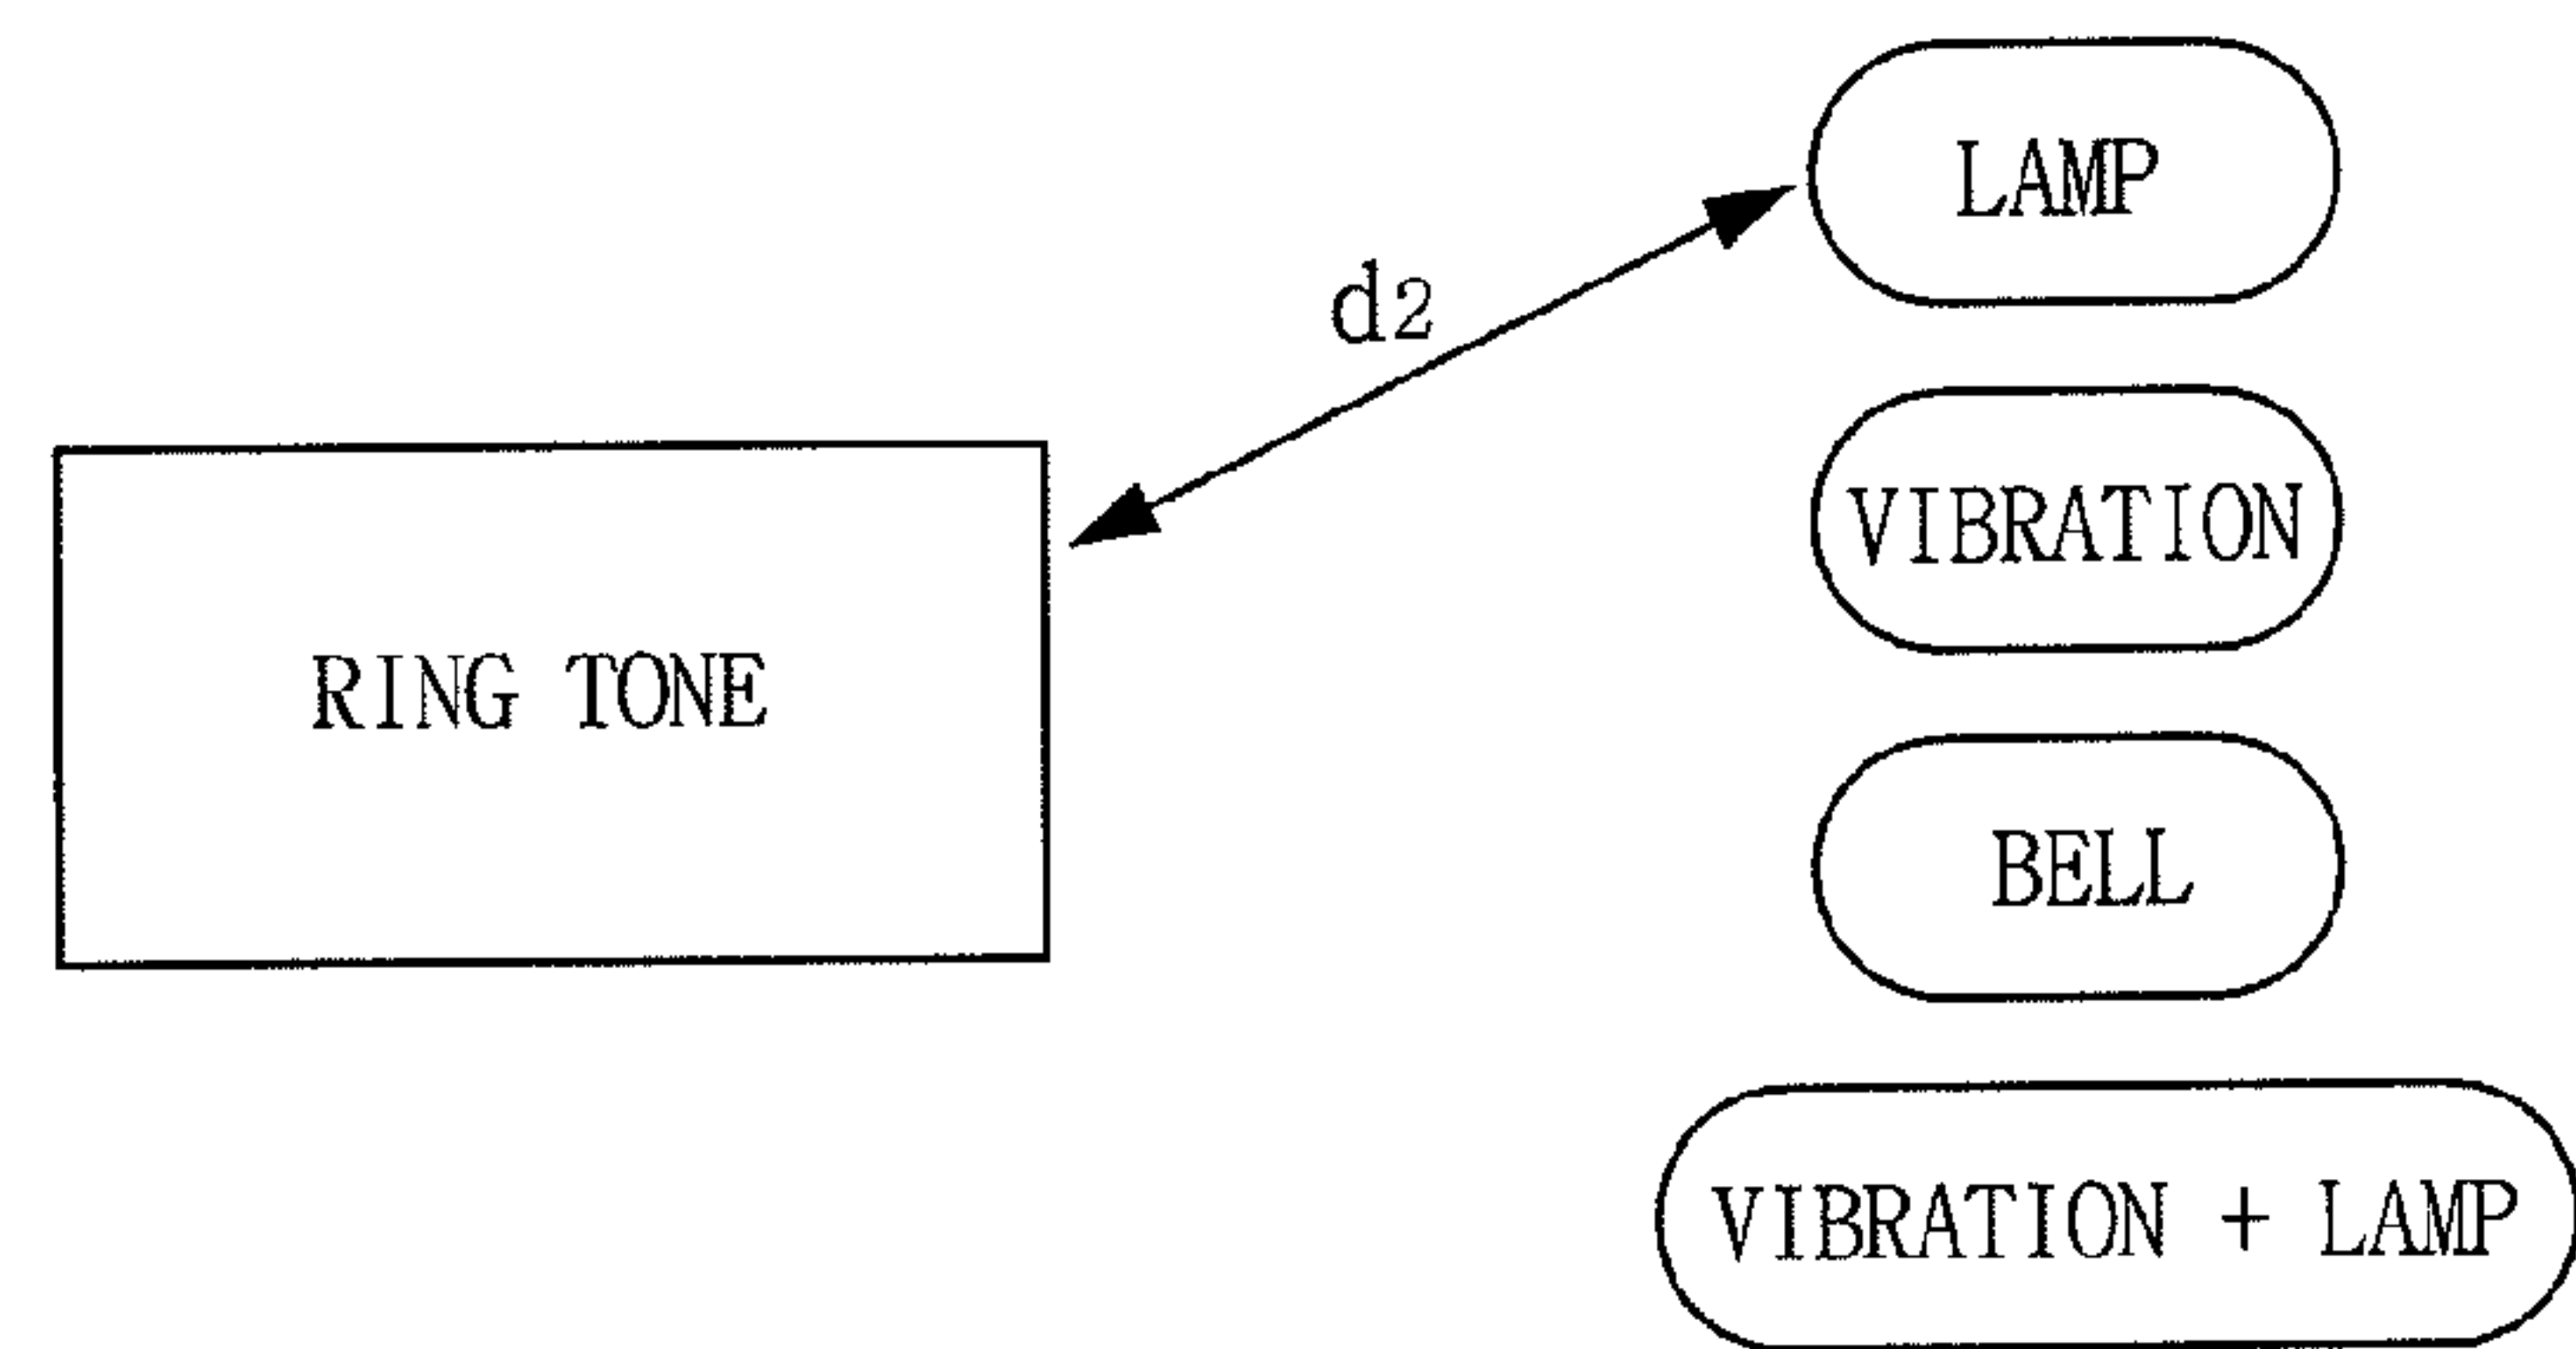 LAMP
d2
VIBRATION
RING TONE
BELL
VIBRATION + LAMP